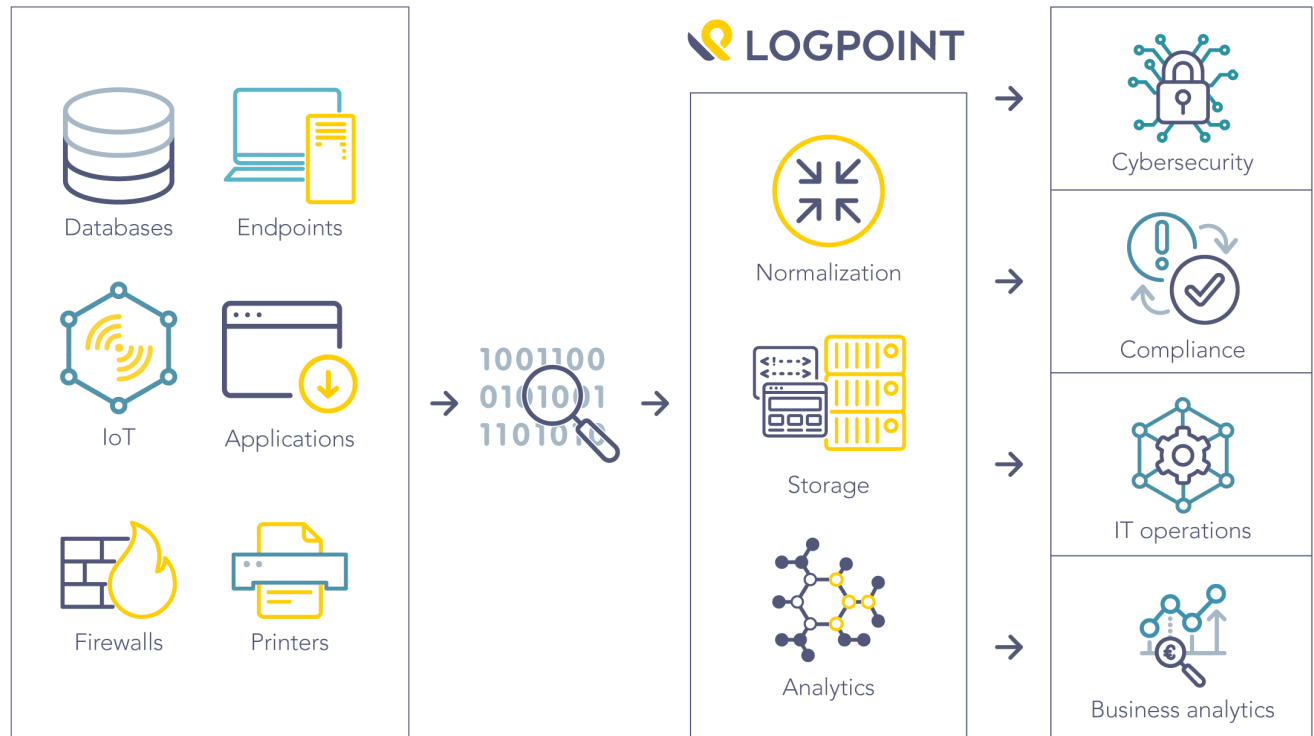 LOGPOINT
Databases
Endpoints
IoT
Applications
Firewalls
Printers
1001100
0101001
1101010
Normalization
<!--->
Storage
Analytics
Cybersecurity
Compliance
IT operations
€
Business analytics